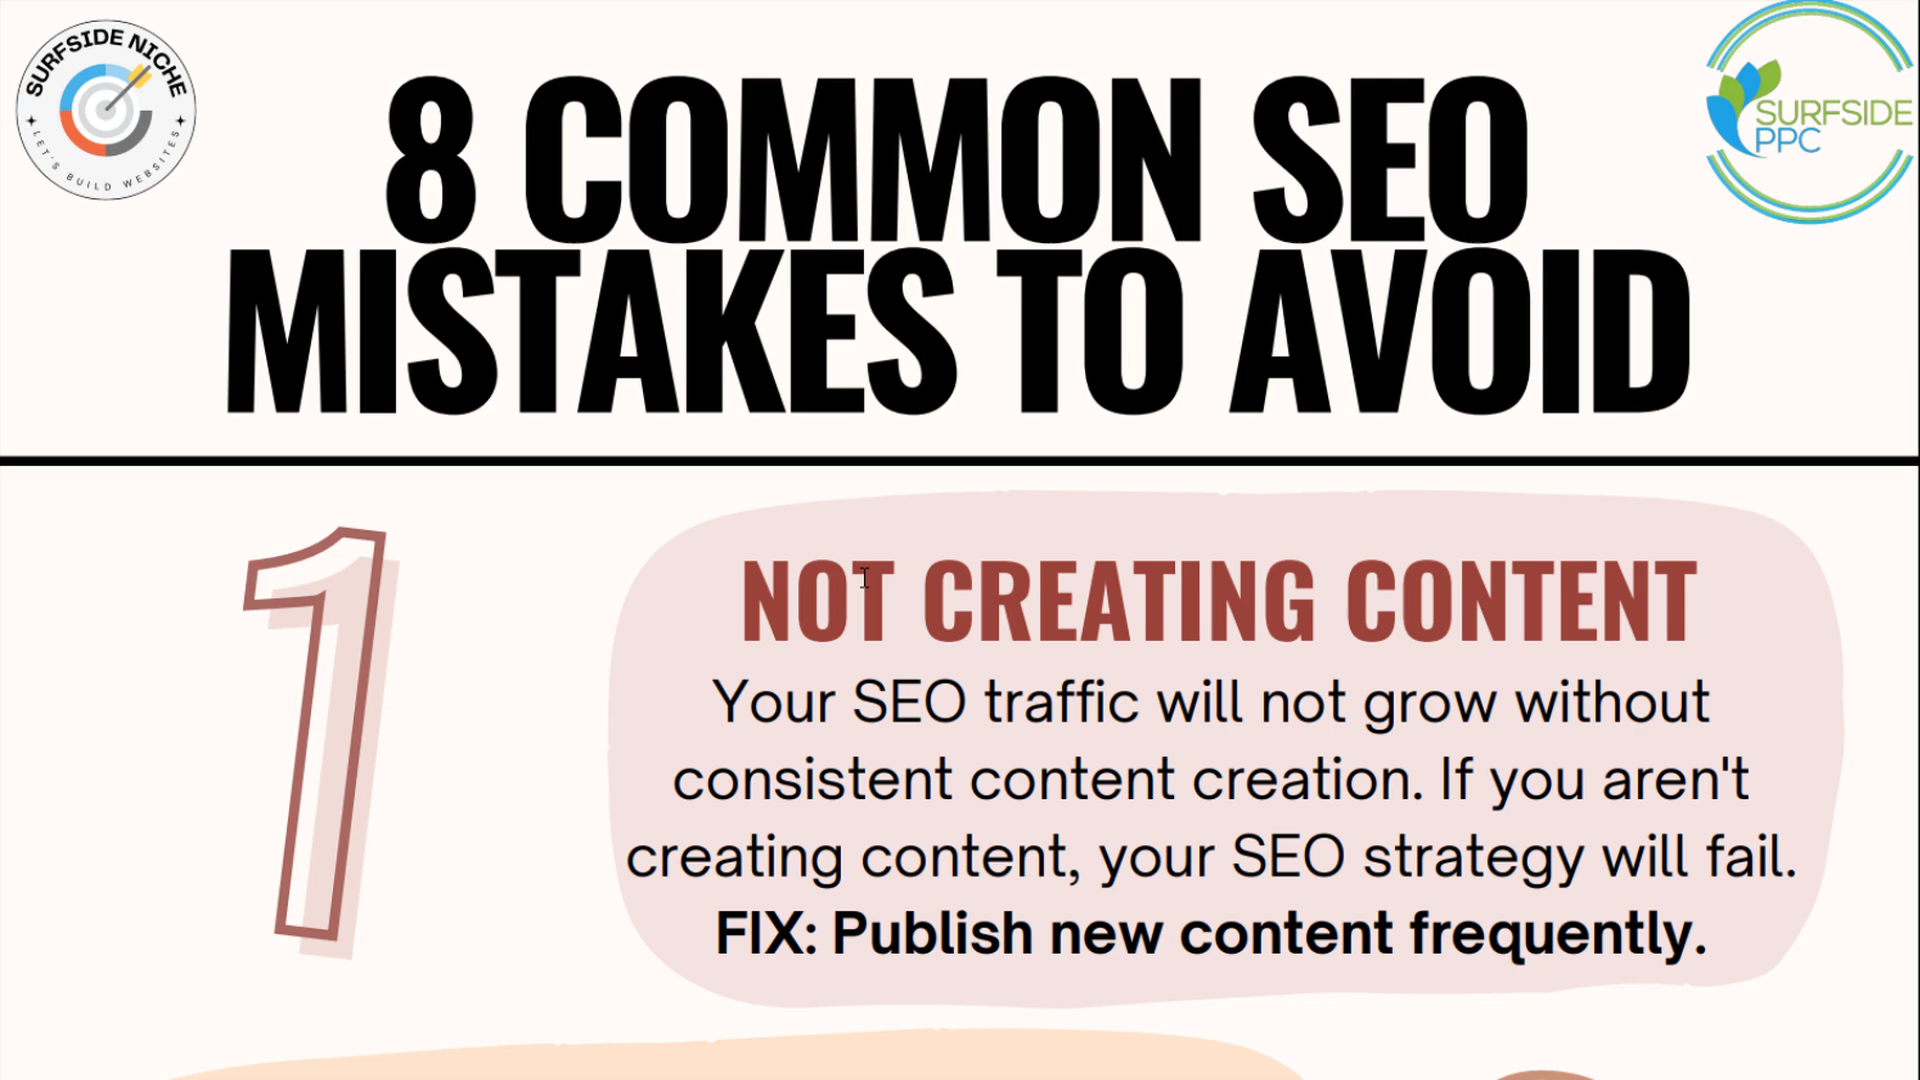 SURFSIDE NICHE
LET'S BUILD WEBSITES
SURFSIDE
PPC
8 COMMON SEO
MISTAKES TO AVOID
1
NOT CREATING CONTENT
Your SEO traffic will not grow without
consistent content creation. If you aren't
creating content, your SEO strategy will fail.
FIX: Publish new content frequently.